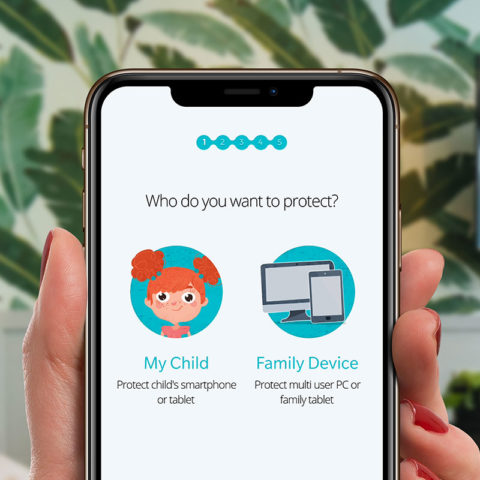 1 2 3 4 5
Who do you want to protect?
My Child
Protect child's smartphone
or tablet
Family Device
Protect multi user PC or
family tablet